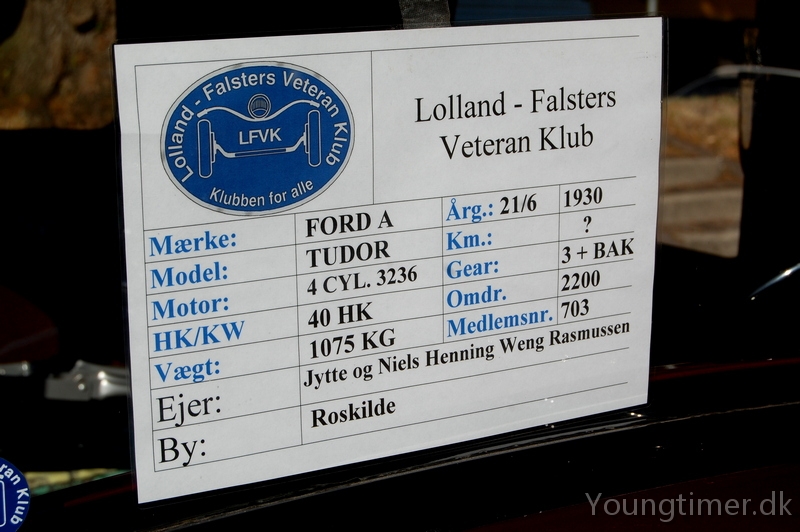 Lolland - Falsters Veteran Klub
LFVK
Klubben for alle
Lolland - Falsters
Veteran Klub
Mærke: FORD A Årg.: 21/6 1930
Model: TUDOR Km.: ?
Motor: 4 CYL. 3236 Gear: 3 + BAK
HK/KW 40 HK Omdr. 2200
Vægt: 1075 KG Medlemsnr. 703
Ejer: Jytte og Niels Henning Weng Rasmussen
By: Roskilde
ran Klub
Youngtimer.dk